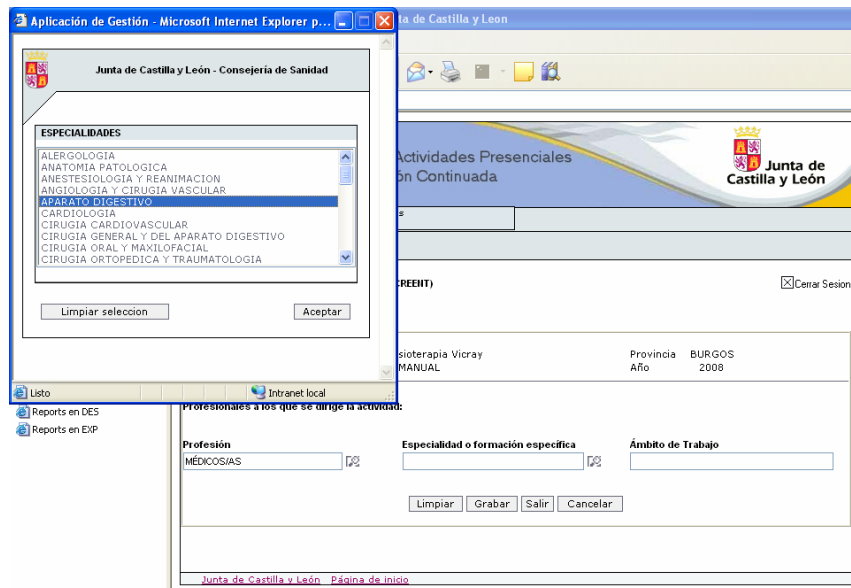 Aplicación de Gestión - Microsoft Internet Explorer p...
ta de Castilla y Leon
Junta de Castilla y León - Consejería de Sanidad
ESPECIALIDADES
ALERGOLOGIA
ANATOMIA PATOLOGICA
ANESTESIOLOGIA Y REANIMACION
ANGIOLOGIA Y CIRUGIA VASCULAR
APARATO DIGESTIVO
CARDIOLOGIA
CIRUGIA CARDIOVASCULAR
CIRUGIA GENERAL Y DEL APARATO DIGESTIVO
CIRUGIA ORAL Y MAXILOFACIAL
CIRUGIA ORTOPEDICA Y TRAUMATOLOGIA
Limpiar seleccion
Aceptar
Listo
Intranet local
Actividades Presenciales
ón Continuada
Junta de
Castilla y León
s
CREENT)
Cerrar Sesion
sioterapia Vicray
Provincia BURGOS
MANUAL
Año 2008
Reports en DES
Reports en EXP
Profesionales a los que se dirige la actividad:
Profesión
Especialidad o formación específica
Ámbito de Trabajo
MÉDICOS/AS
Limpiar
Grabar
Salir
Cancelar
Junta de Castilla y León
Página de inicio